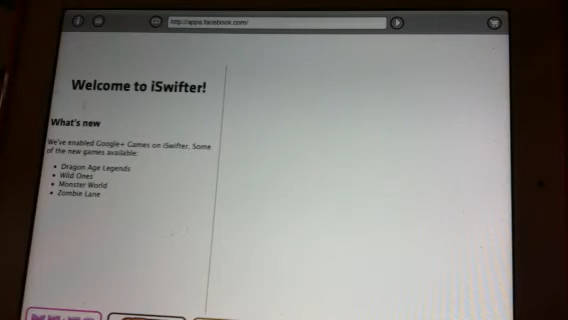 http://apps.facebook.com/
Welcome to iSwifter!
What's new
We've enabled Google+ Games on iSwifter. Some
of the new games available:
• Dragon Age Legends
• Wild Ones
• Monster World
• Zombie Lane